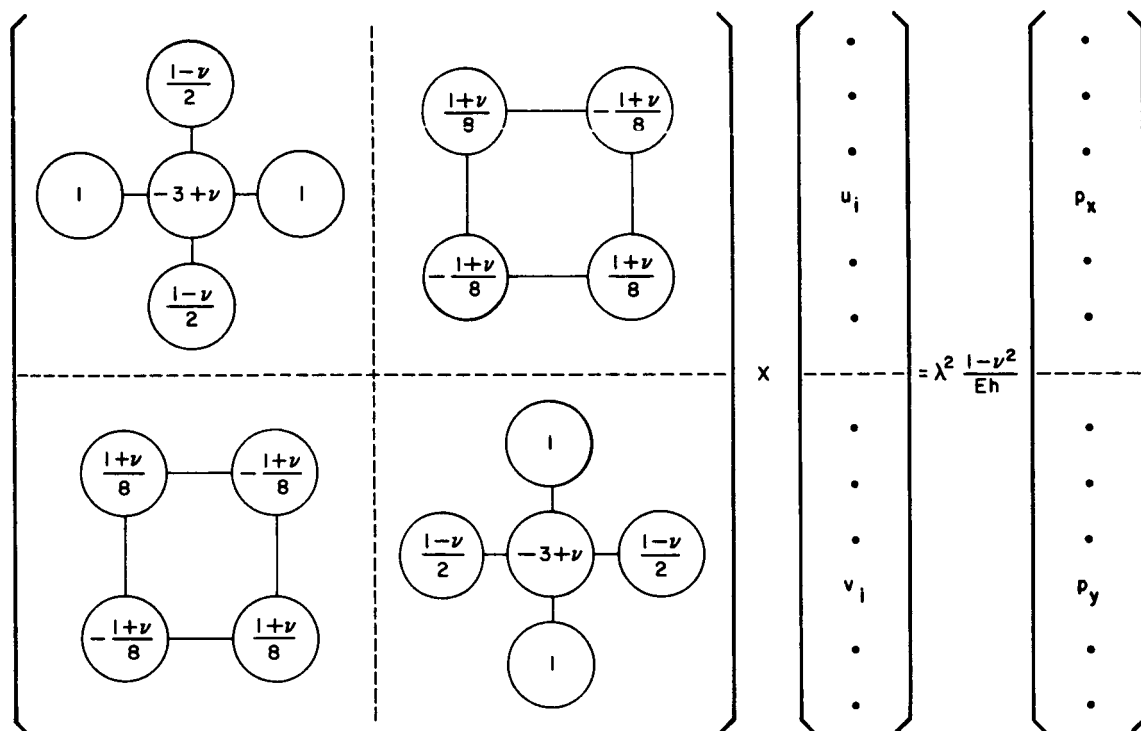 1−ν/2
1 −3+ν 1
1−ν/2
1+ν/8 −1+ν/8
−1+ν/8 1+ν/8
1+ν/8 −1+ν/8
−1+ν/8 1+ν/8
1
1−ν/2 −3+ν 1−ν/2
1
x
u_i
v_i
= λ² 1−ν²/Eh
p_x
p_y